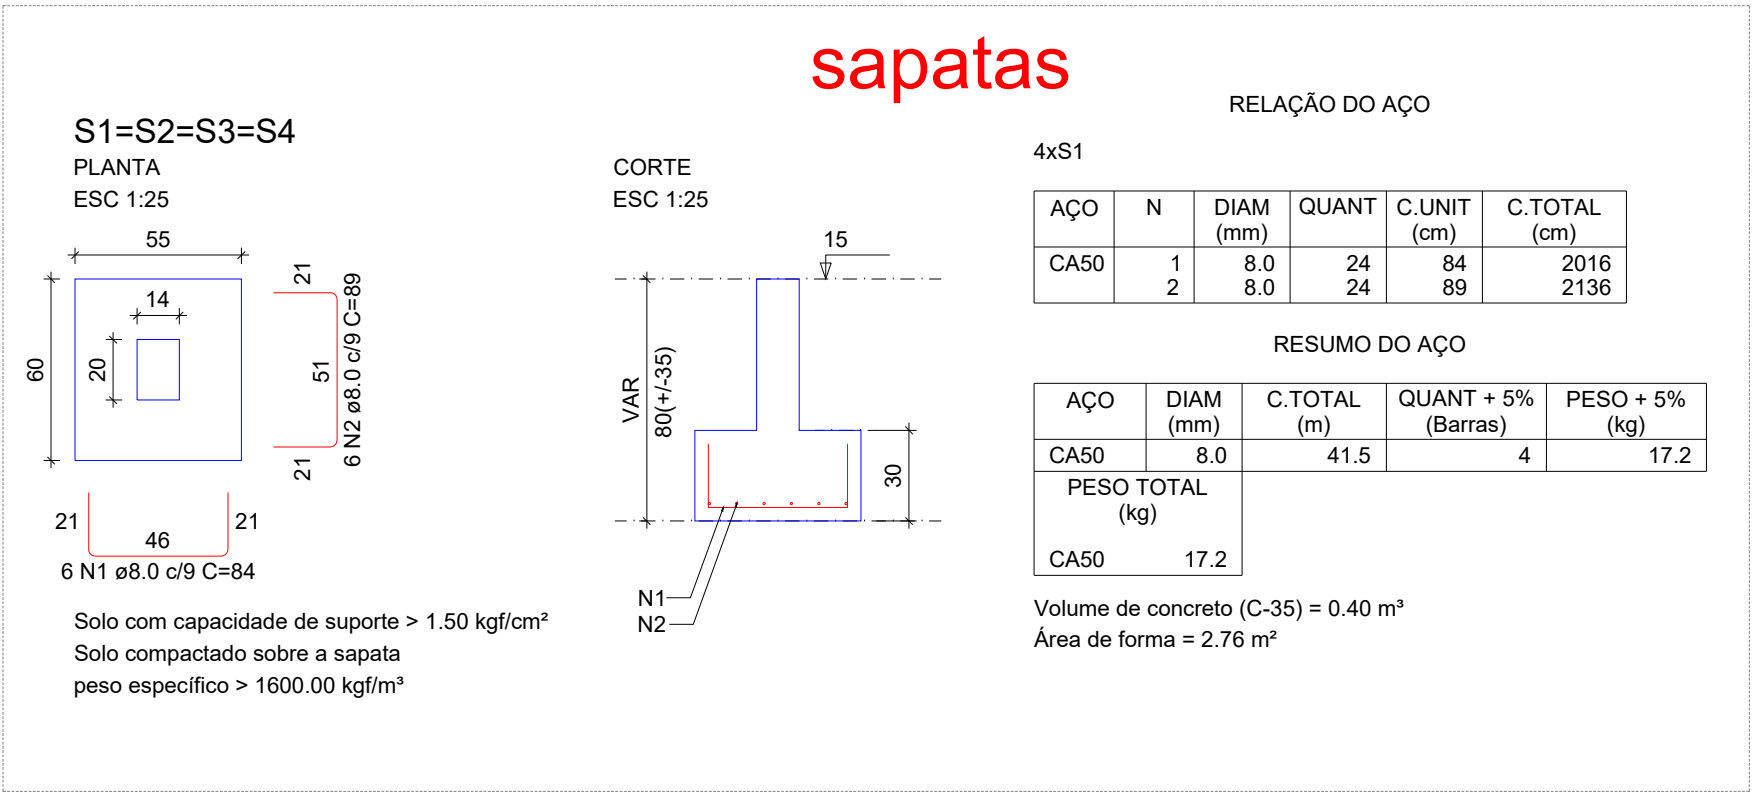 sapatas
S1=S2=S3=S4
PLANTA
ESC 1:25
55
14
60
20
21
51
21
6 N2 ø8.0 c/9 C=89
21
46
21
6 N1 ø8.0 c/9 C=84
Solo com capacidade de suporte > 1.50 kgf/cm²
Solo compactado sobre a sapata
peso específico > 1600.00 kgf/m³
CORTE
ESC 1:25
15
VAR
80(+/-35)
30
N1
N2
RELAÇÃO DO AÇO
4xS1
AÇO N DIAM QUANT C.UNIT C.TOTAL
(mm) (cm) (cm)
CA50 1 8.0 24 84 2016
2 8.0 24 89 2136
RESUMO DO AÇO
AÇO DIAM C.TOTAL QUANT + 5% PESO + 5%
(mm) (m) (Barras) (kg)
CA50 8.0 41.5 4 17.2
PESO TOTAL
(kg)
CA50 17.2
Volume de concreto (C-35) = 0.40 m³
Área de forma = 2.76 m²